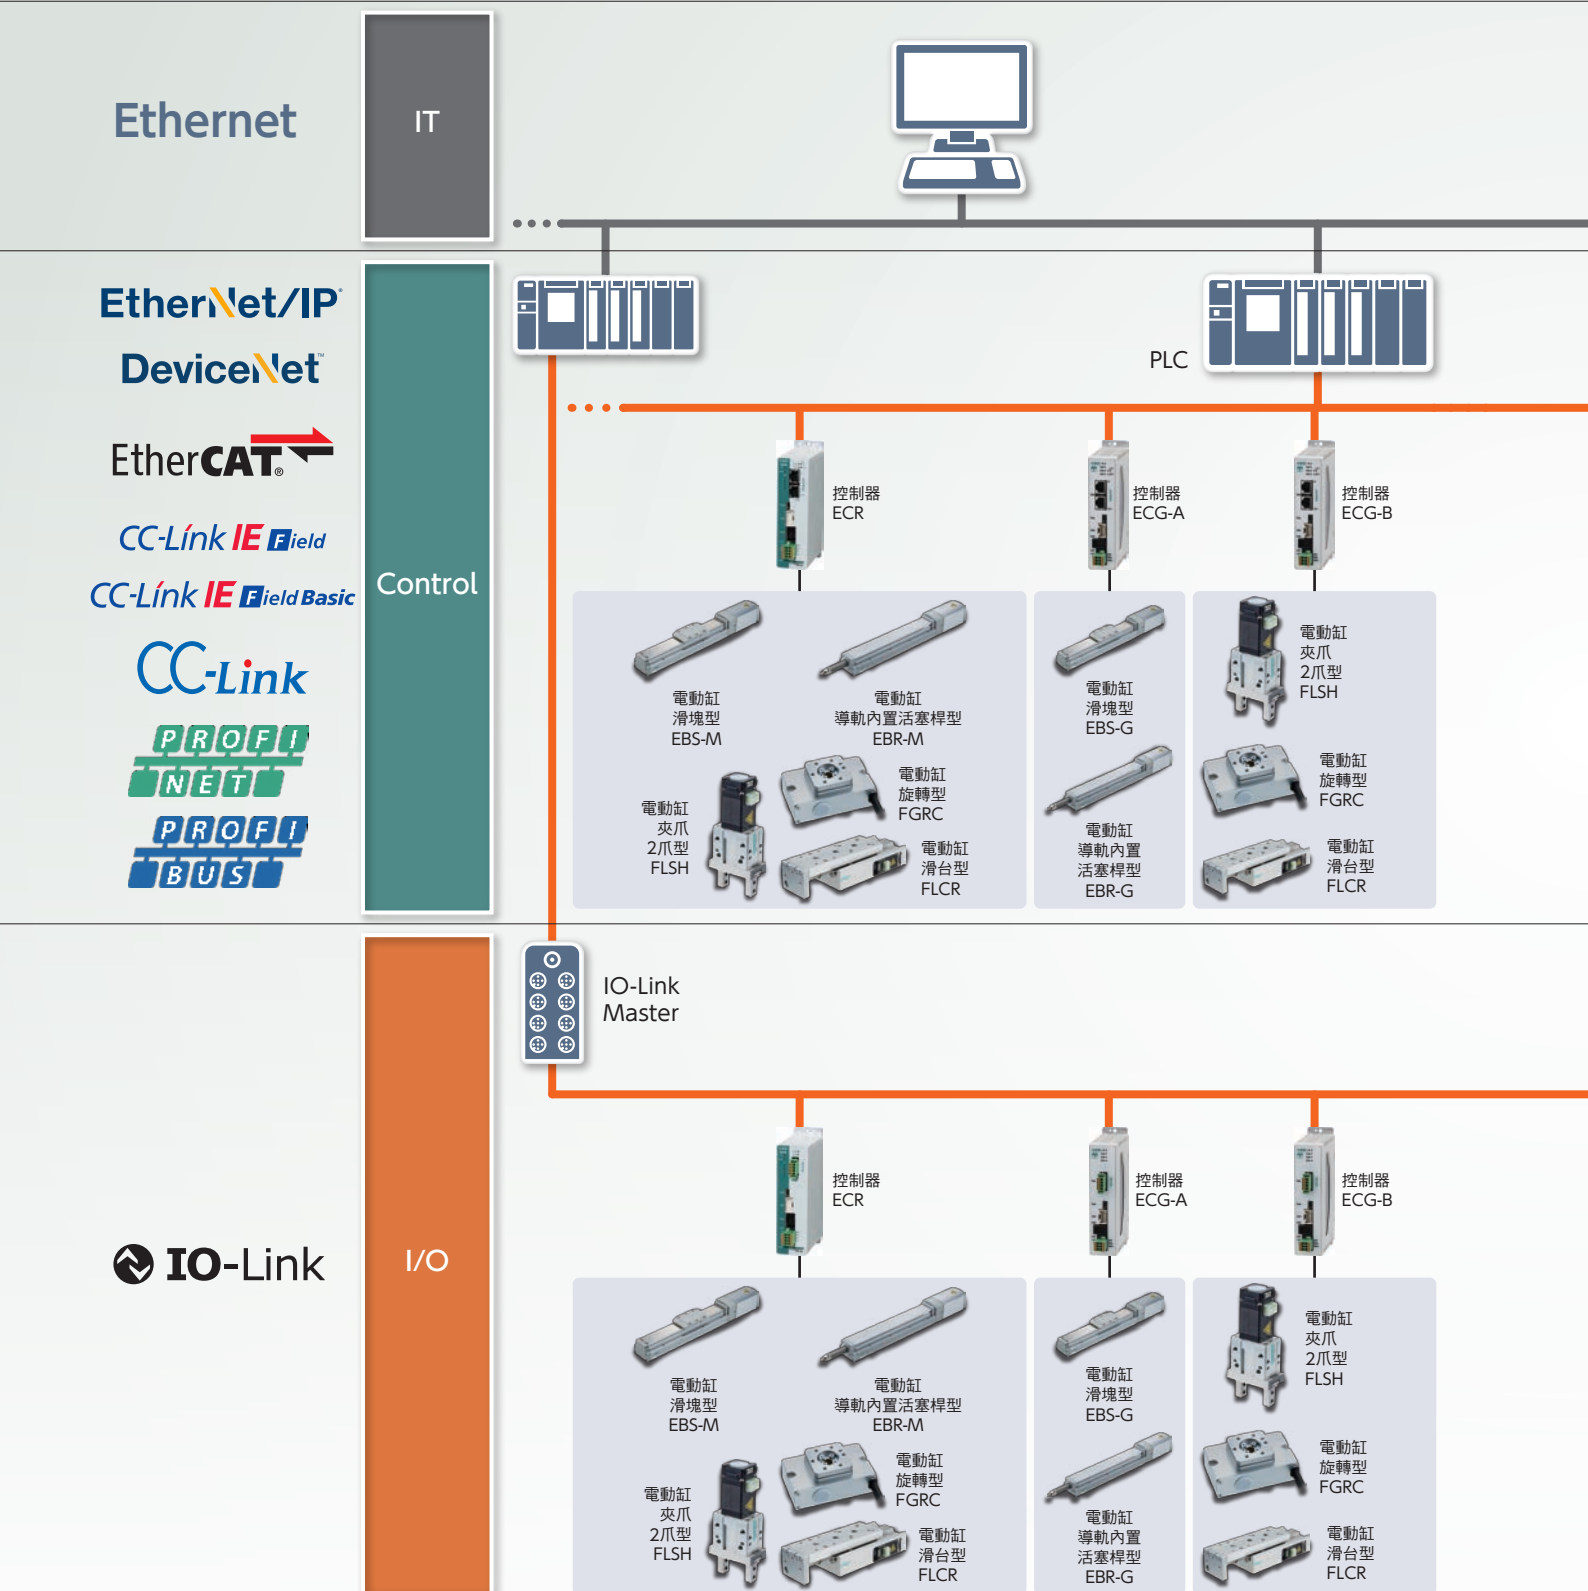 Ethernet
IT
EtherNet/IP
DeviceNet™
EtherCAT®
CC-Link IE Field
CC-Link IE Field Basic
CC-Link
PROFI
NET
PROFI
BUS
Control
PLC
控制器
ECR
控制器
ECG-A
控制器
ECG-B
電動缸
滑塊型
EBS-M
電動缸
導軌內置活塞桿型
EBR-M
電動缸
夾爪
2爪型
FLSH
電動缸
旋轉型
FGRC
電動缸
滑台型
FLCR
電動缸
滑塊型
EBS-G
電動缸
導軌內置
活塞桿型
EBR-G
電動缸
夾爪
2爪型
FLSH
電動缸
旋轉型
FGRC
電動缸
滑台型
FLCR
IO-Link
I/O
IO-Link
Master
控制器
ECR
控制器
ECG-A
控制器
ECG-B
電動缸
滑塊型
EBS-M
電動缸
導軌內置活塞桿型
EBR-M
電動缸
夾爪
2爪型
FLSH
電動缸
旋轉型
FGRC
電動缸
滑台型
FLCR
電動缸
滑塊型
EBS-G
電動缸
導軌內置
活塞桿型
EBR-G
電動缸
夾爪
2爪型
FLSH
電動缸
旋轉型
FGRC
電動缸
滑台型
FLCR